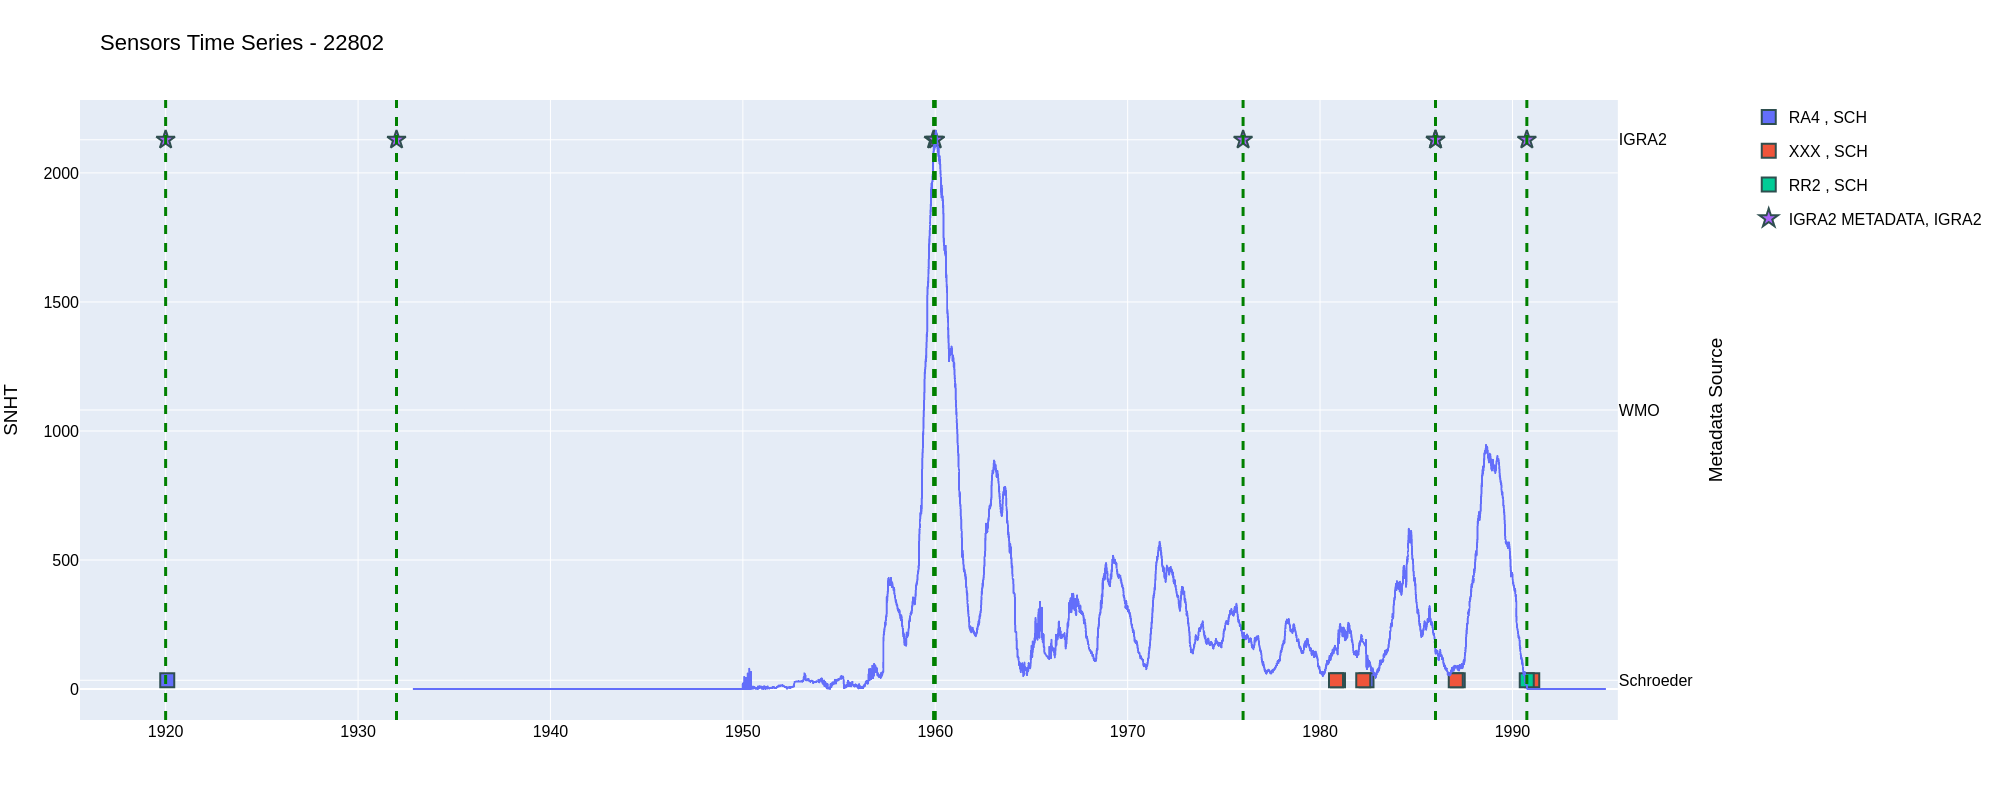 Sensors Time Series - 22802
RA4 , SCH
XXX , SCH
RR2 , SCH
IGRA2 METADATA, IGRA2
SNHT
2000
1500
1000
500
0
IGRA2
WMO
Schroeder
Metadata Source
1920 1930 1940 1950 1960 1970 1980 1990